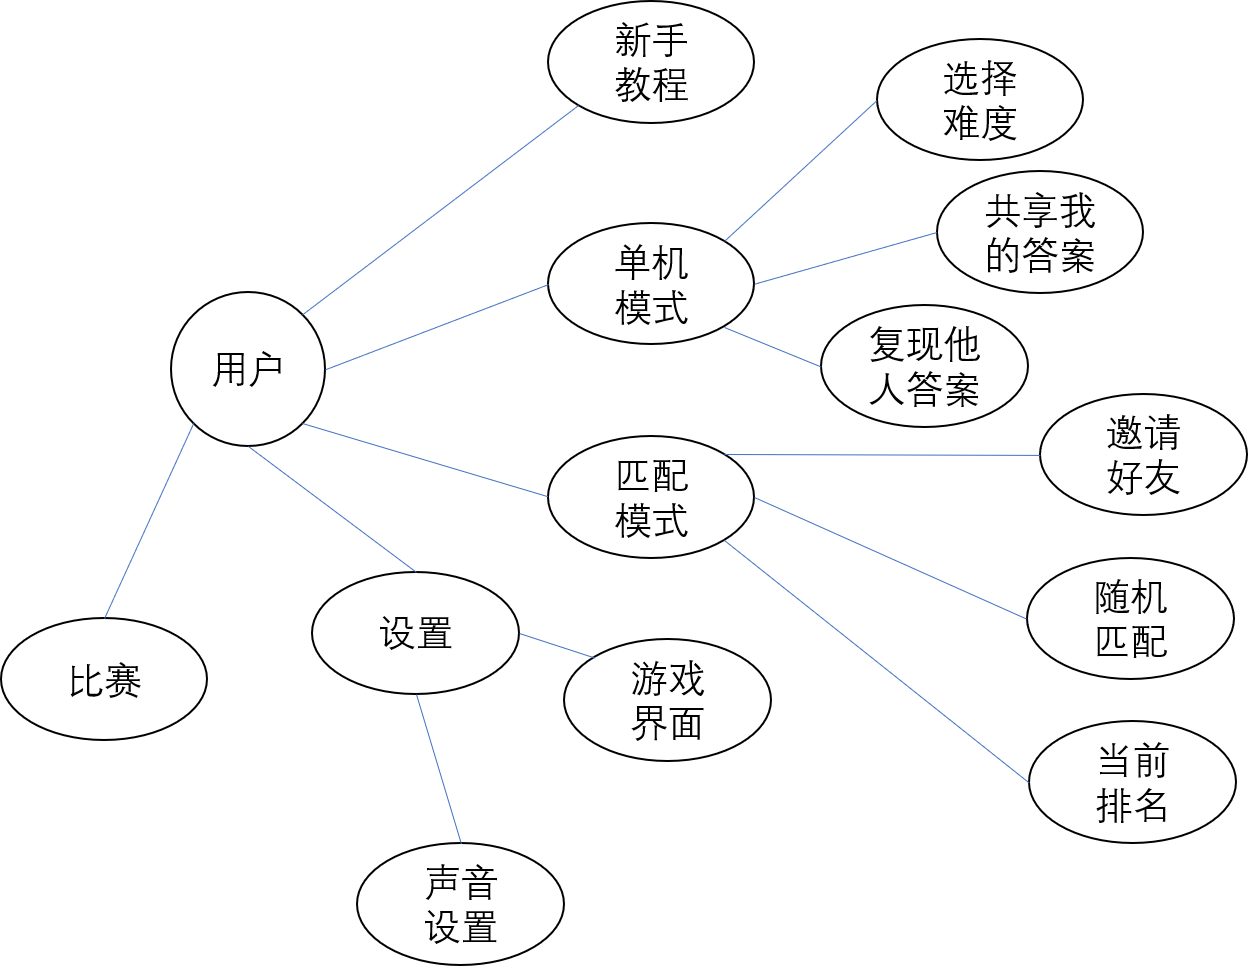 新手
教程
选择
难度
共享我
的答案
单机
模式
复现他
人答案
用户
邀请
好友
匹配
模式
随机
匹配
设置
比赛
游戏
界面
当前
排名
声音
设置